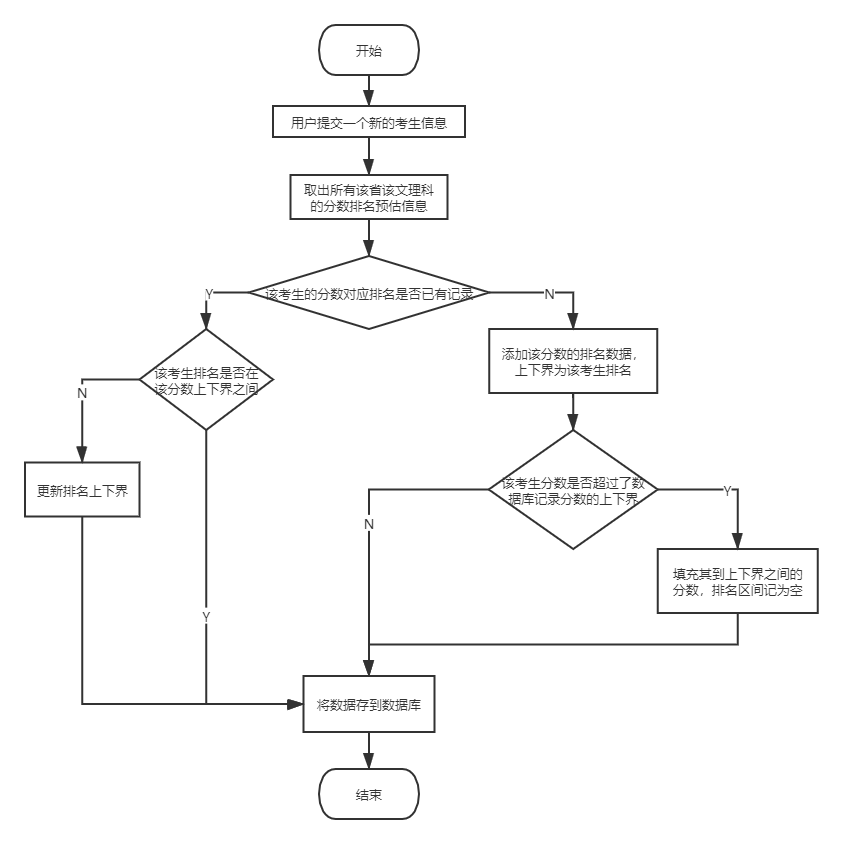 开始
用户提交一个新的考生信息
取出所有该省该文理科
的分数排名预估信息
该考生的分数对应排名是否已有记录
Y
N
该考生排名是否在
该分数上下界之间
添加该分数的排名数据，
上下界为该考生排名
N
更新排名上下界
该考生分数是否超过了数
据库记录分数的上下界
Y
N
填充其到上下界之间的
分数，排名区间记为空
Y
将数据存到数据库
结束